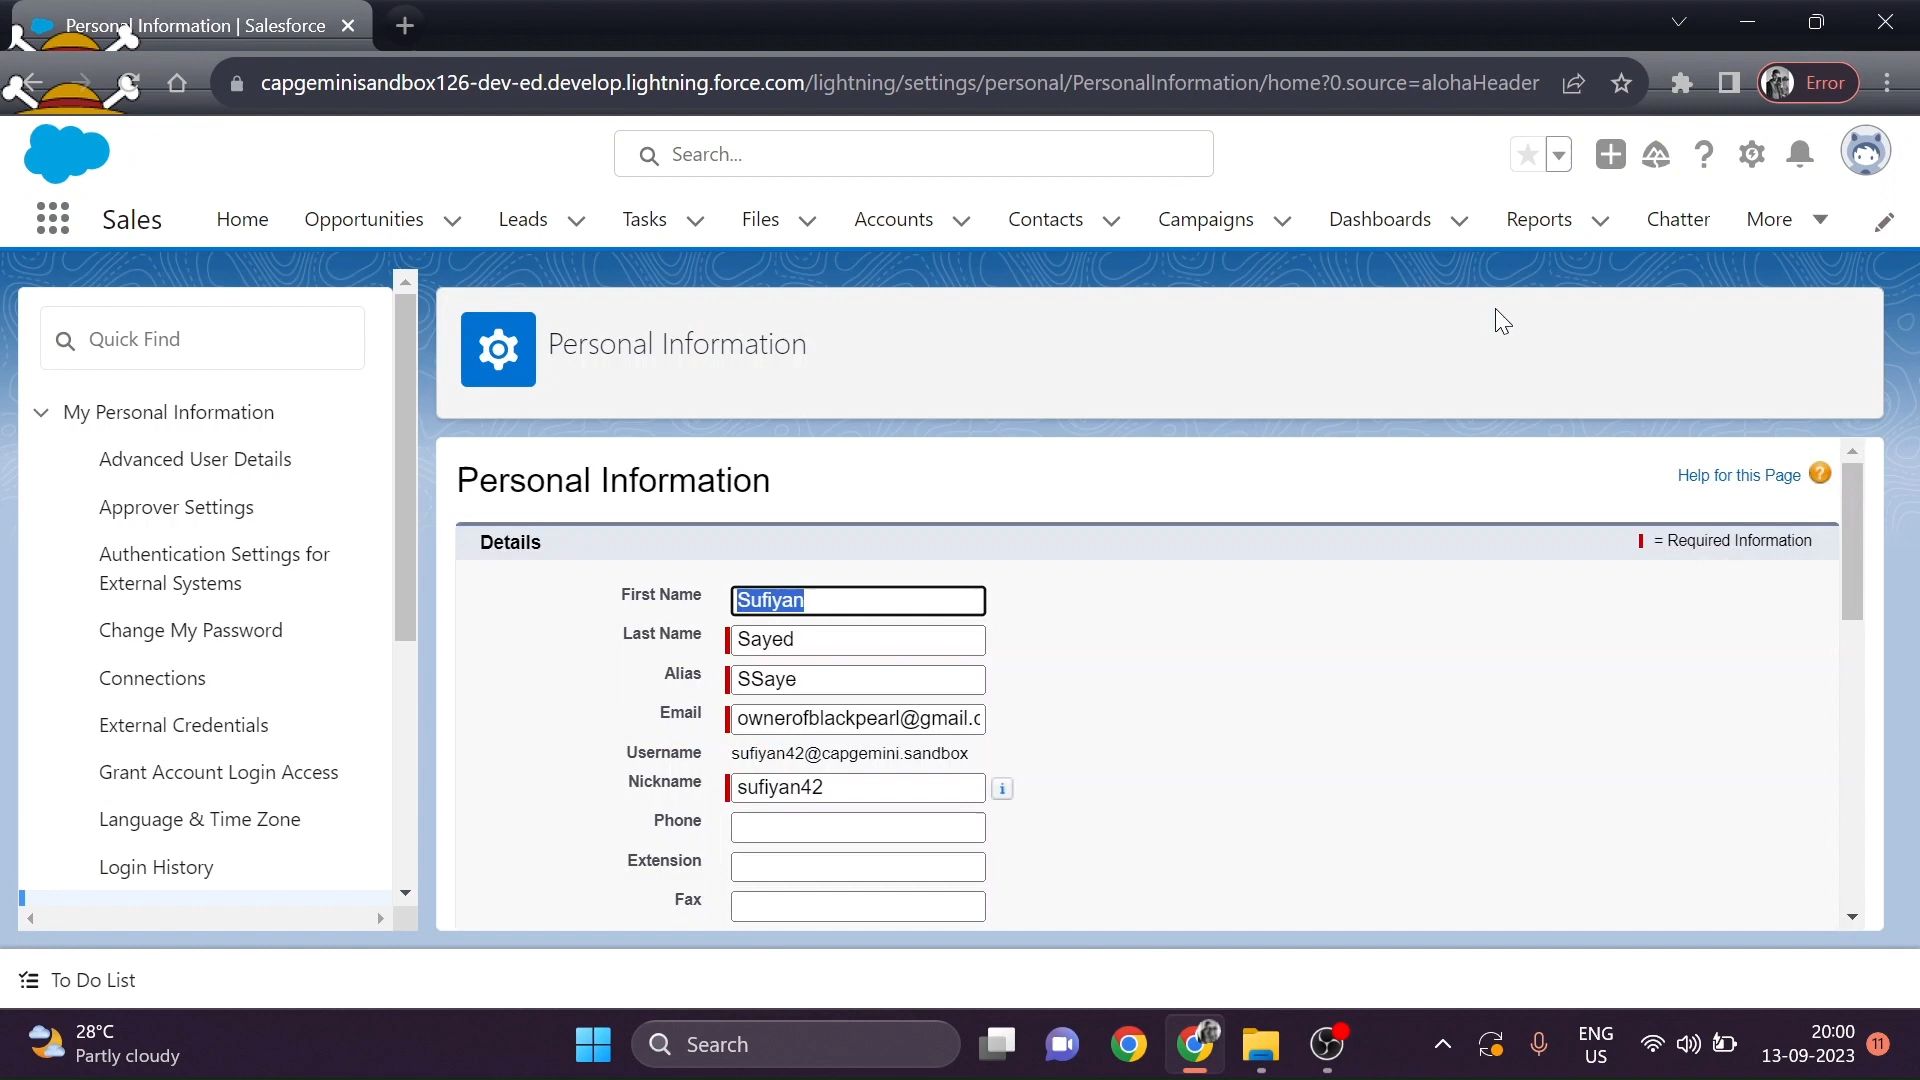 Personal Information | Salesforce
capgeminisandbox126-dev-ed.develop.lightning.force.com/lightning/settings/personal/PersonalInformation/home?0.source=alohaHeader
Error
Search...
Sales
Home
Opportunities
Leads
Tasks
Files
Accounts
Contacts
Campaigns
Dashboards
Reports
Chatter
More
Quick Find
My Personal Information
Advanced User Details
Approver Settings
Authentication Settings for
External Systems
Change My Password
Connections
External Credentials
Grant Account Login Access
Language & Time Zone
Login History
Personal Information
Personal Information
Help for this Page
Details
= Required Information
First Name Sufiyan
Last Name Sayed
Alias SSaye
Email ownerofblackpearl@gmail.c
Username sufiyan42@capgemini.sandbox
Nickname sufiyan42
Phone
Extension
Fax
To Do List
28°C
Partly cloudy
Search
ENG
US
20:00
13-09-2023
11